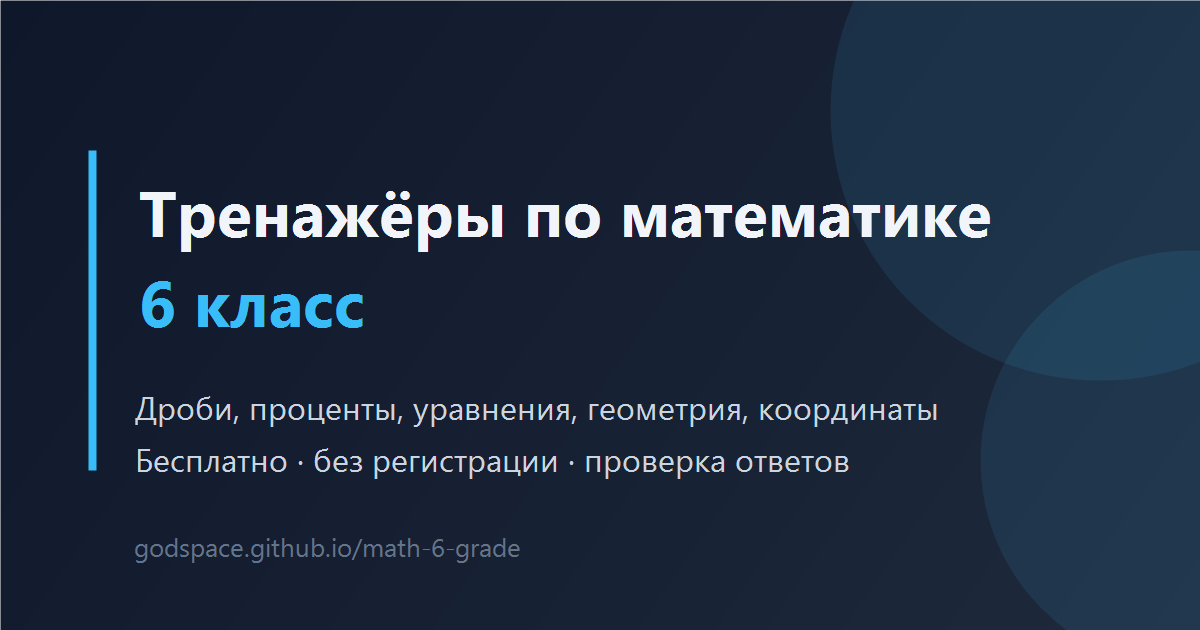 Тренажёры по математике
6 класс
Дроби, проценты, уравнения, геометрия, координаты
Бесплатно · без регистрации · проверка ответов
godspace.github.io/math-6-grade